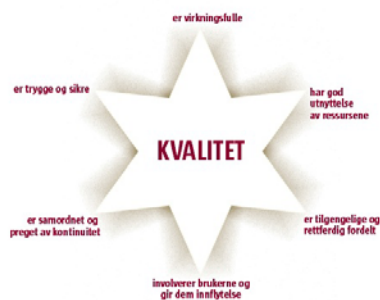 er virkningsfulle
er trygge og sikre
har god
utnyttelse
av ressursene
KVALITET
er samordnet og
preget av kontinuitet
er tilgengelige og
rettferdig fordelt
involverer brukerne og
gir dem innflytelse